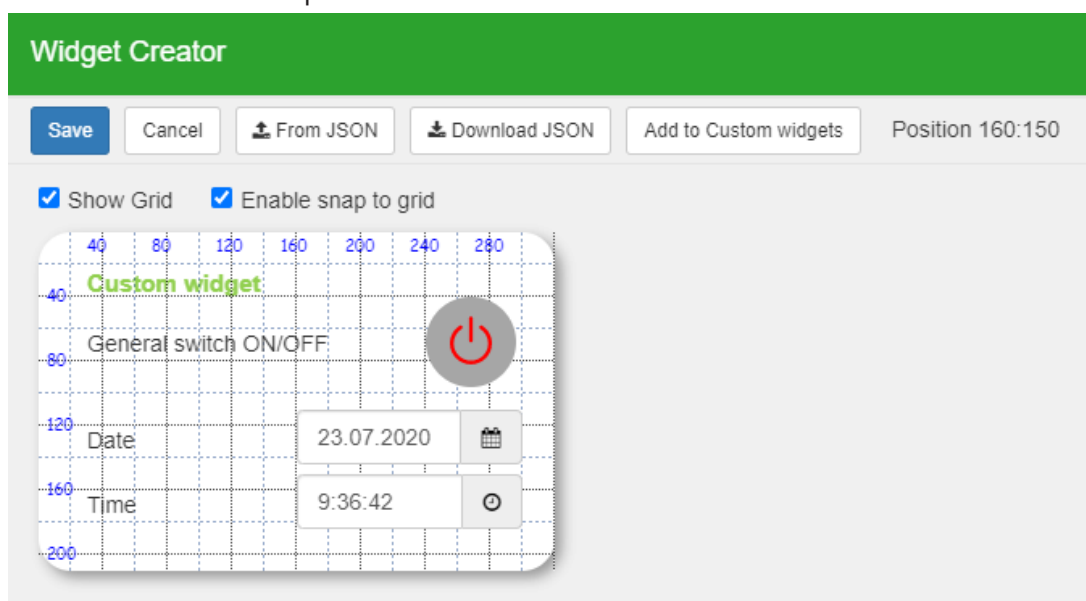 Widget Creator
Save Cancel From JSON Download JSON Add to Custom widgets Position 160:150
Show Grid Enable snap to grid
40 80 120 160 200 240 280
Custom widget
40
General switch ON/OFF
80
120
Date 23.07.2020
160
Time 9:36:42
200